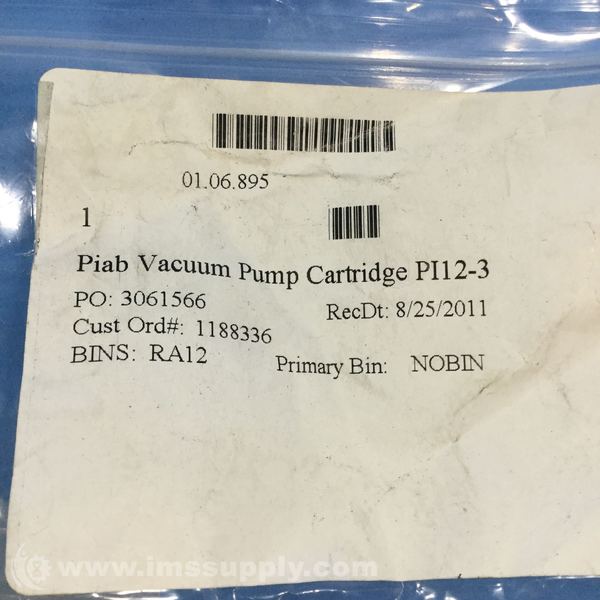 01.06.895
1
Piab Vacuum Pump Cartridge PI12-3
PO: 3061566 RecDt: 8/25/2011
Cust Ord#: 1188336
BINS: RA12 Primary Bin: NOBIN
www.imssupply.com